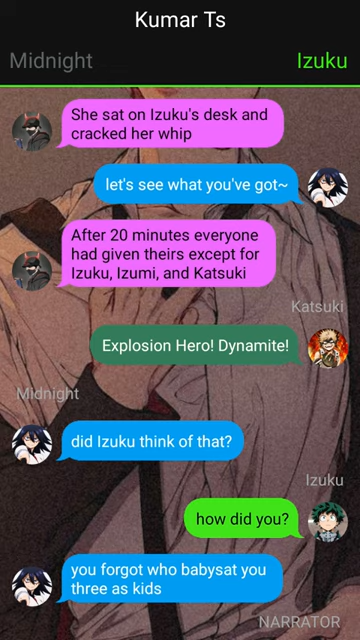 Kumar Ts
Midnight
Izuku
She sat on Izuku's desk and
cracked her whip
let's see what you've got~
After 20 minutes everyone
had given theirs except for
Izuku, Izumi, and Katsuki
Katsuki
Explosion Hero! Dynamite!
Midnight
did Izuku think of that?
Izuku
how did you?
you forgot who babysat you
three as kids
NARRATOR